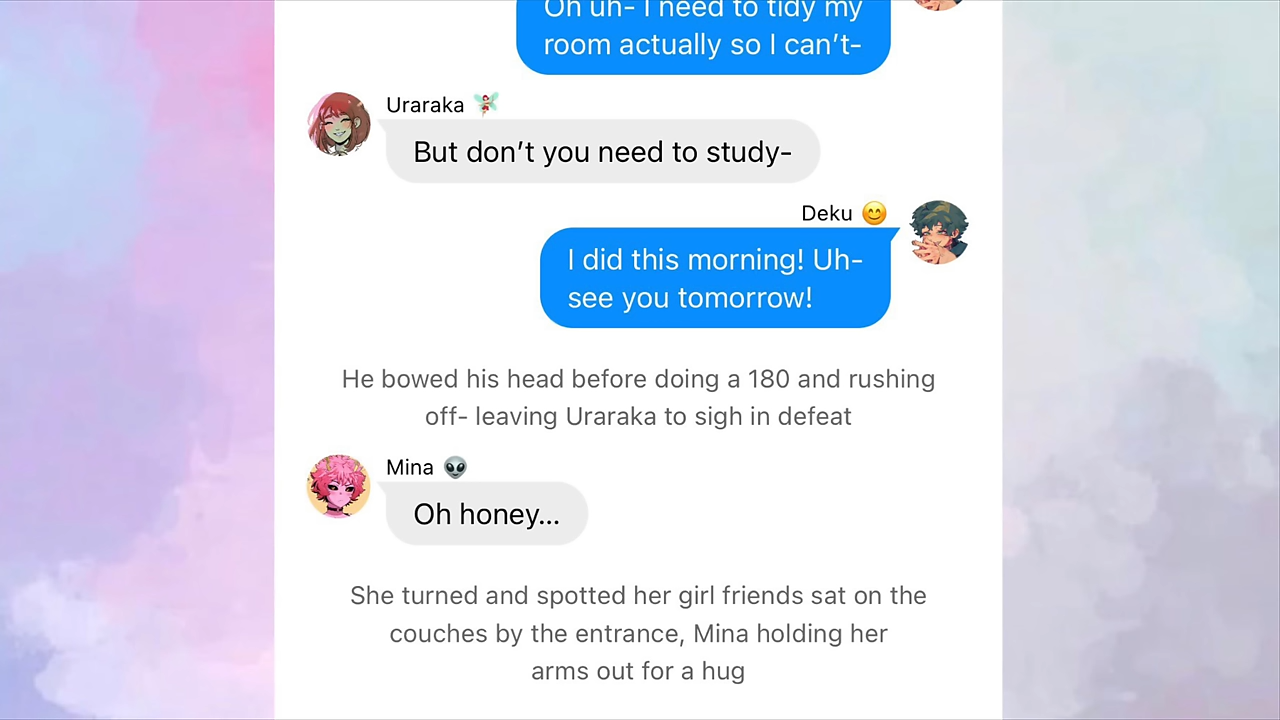 Oh uh- I need to tidy my
room actually so I can’t-
Uraraka 🧚
But don’t you need to study-
Deku 😊
I did this morning! Uh-
see you tomorrow!
He bowed his head before doing a 180 and rushing
off- leaving Uraraka to sigh in defeat
Mina 👽
Oh honey...
She turned and spotted her girl friends sat on the
couches by the entrance, Mina holding her
arms out for a hug